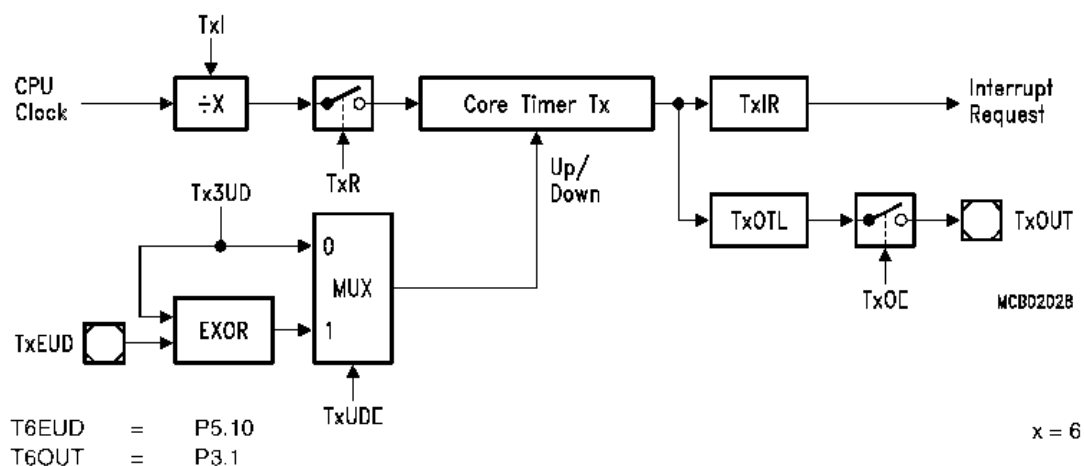 TxI
CPU
Clock
÷X
Core Timer Tx
TxIR
Interrupt
Request
TxR
Up/
Down
Tx3UD
0
MUX
1
TxOTL
TxOUT
TxOE
MCB02028
EXOR
TxEUD
TxUDE
T6EUD = P5.10
x = 6
T6OUT = P3.1